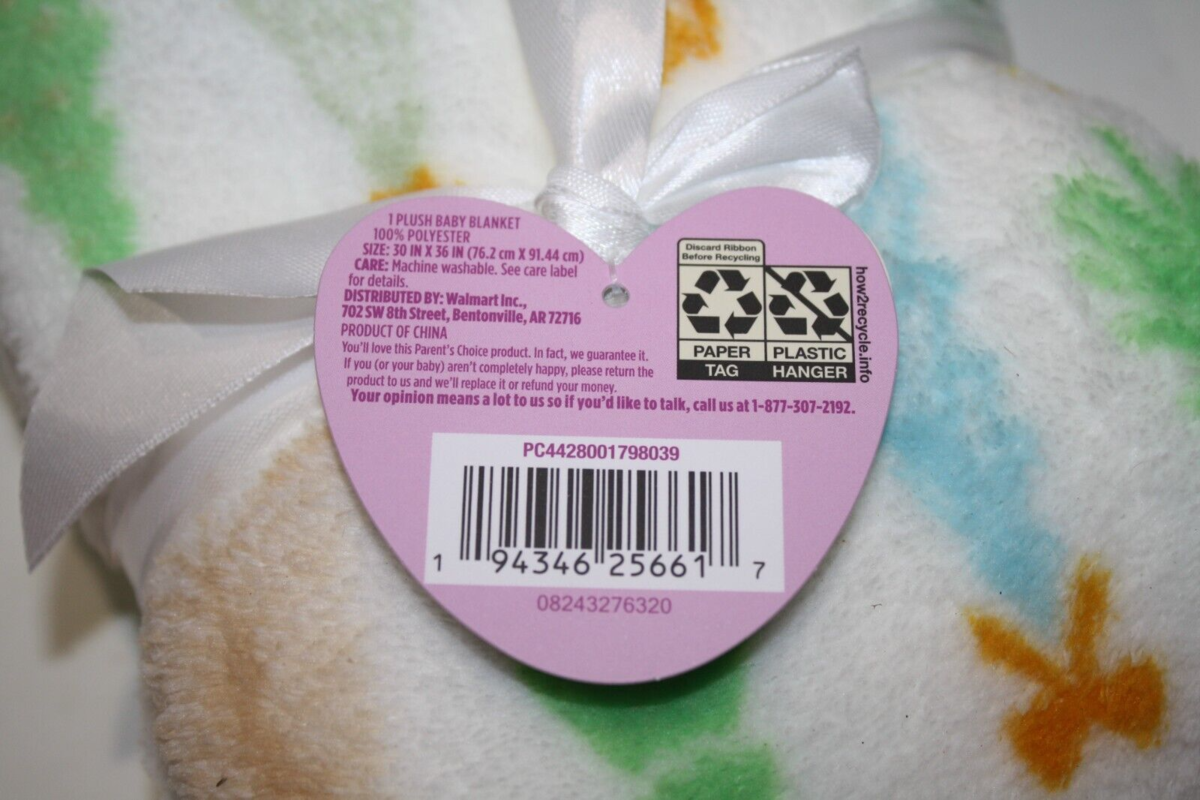 1 PLUSH BABY BLANKET
100% POLYESTER
SIZE: 30 IN X 36 IN (76.2 cm X 91.44 cm)
CARE: Machine washable. See care label
for details.
DISTRIBUTED BY: Walmart Inc.,
702 SW 8th Street, Bentonville, AR 72716
PRODUCT OF CHINA
You'll love this Parent's Choice product. In fact, we guarantee it.
If you (or your baby) aren't completely happy, please return the
product to us and we'll replace it or refund your money.
Your opinion means a lot to us so if you'd like to talk, call us at 1-877-307-2192.
Discard Ribbon
Before Recycling
PAPER
TAG
PLASTIC
HANGER
how2recycle.info
PC4428001798039
1 94346 25661 7
08243276320